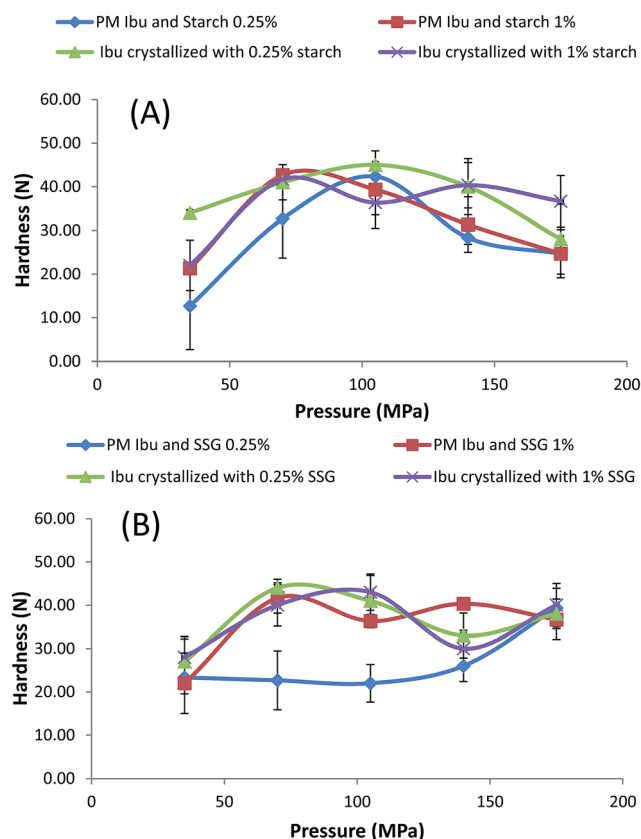 PM Ibu and Starch 0.25% PM Ibu and starch 1%
Ibu crystallized with 0.25% starch Ibu crystallized with 1% starch
(A)
60.00
50.00
40.00
30.00
20.00
10.00
0.00
Hardness (N)
0 50 100 150 200
Pressure (MPa)
PM Ibu and SSG 0.25% PM Ibu and SSG 1%
Ibu crystallized with 0.25% SSG Ibu crystallized with 1% SSG
(B)
60.00
50.00
40.00
30.00
20.00
10.00
0.00
Hardness (N)
0 50 100 150 200
Pressure (MPa)